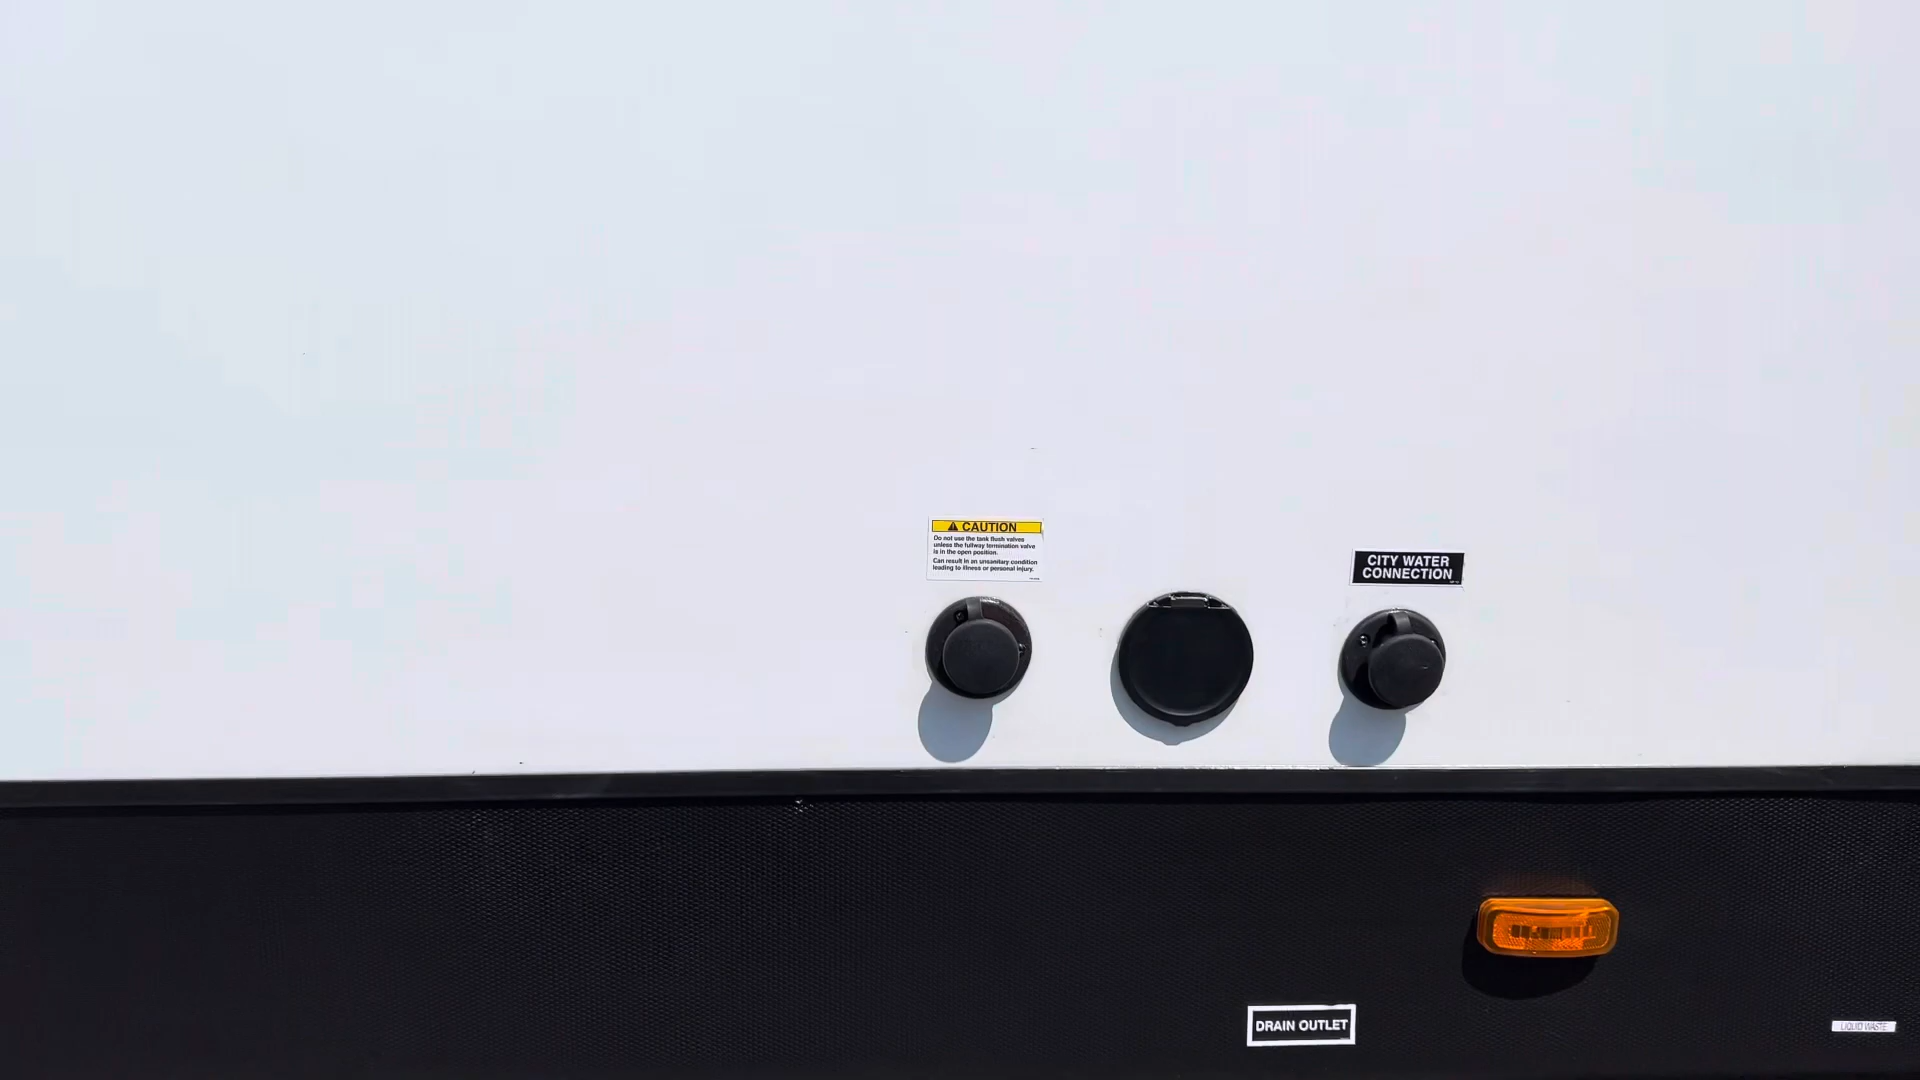 ⚠ CAUTION
Do not use the tank flush valves
unless the fullway termination valve
is in the open position.
Can result in an unsanitary condition
leading to illness or personal injury.
CITY WATER
CONNECTION
DRAIN OUTLET
LIQUID WASTE